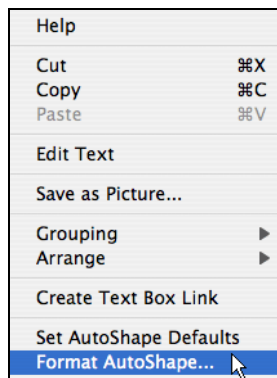 Help
Cut ⌘X
Copy ⌘C
Paste ⌘V
Edit Text
Save as Picture...
Grouping
Arrange
Create Text Box Link
Set AutoShape Defaults
Format AutoShape...